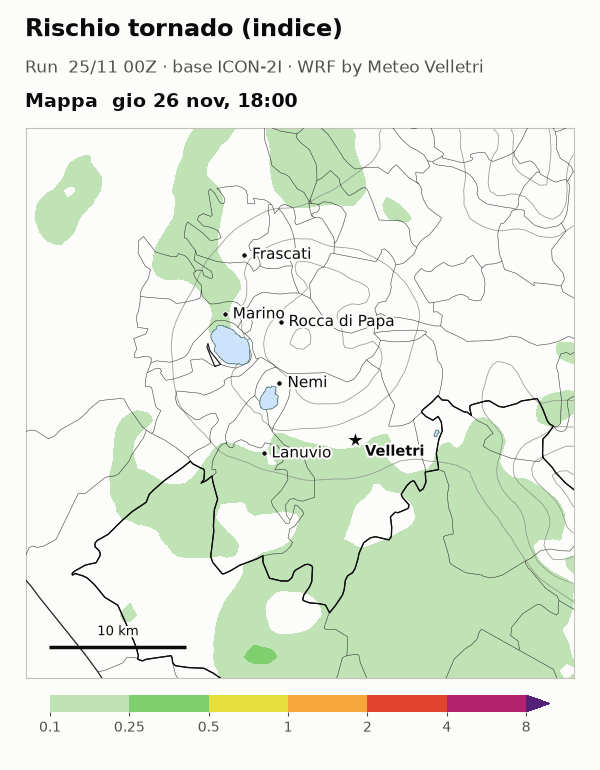 Rischio tornado (indice)
Run  25/11 00Z · base ICON-2I · WRF by Meteo Velletri
Mappa  gio 26 nov, 18:00
Frascati
Marino
Rocca di Papa
Nemi
Velletri
Lanuvio
10 km
0.1 0.25 0.5 1 2 4 8